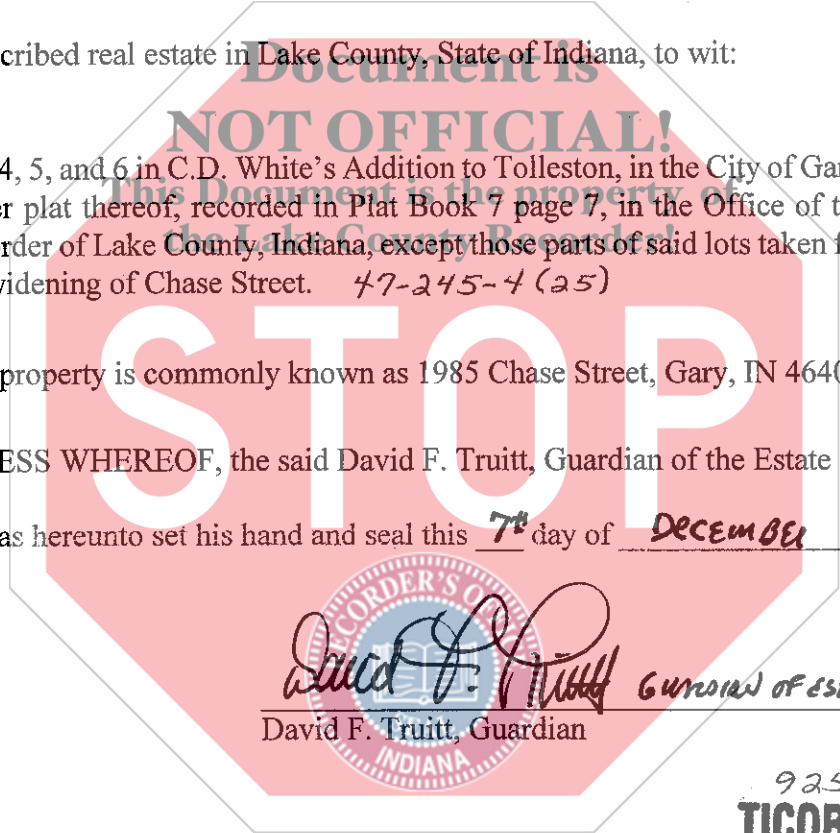 cribed real estate in Lake County, State of Indiana, to wit:
Document is
NOT OFFICIAL!
4, 5, and 6 in C.D. White's Addition to Tolleston, in the City of Gar
This Document is the property of
er plat thereof, recorded in Plat Book 7 page 7, in the Office of t
the Lake County Recorder!
rder of Lake County, Indiana, except those parts of said lots taken f
videning of Chase Street. 47-245-4 (25)
STOP
property is commonly known as 1985 Chase Street, Gary, IN 4640
ESS WHEREOF, the said David F. Truitt, Guardian of the Estate
as hereunto set his hand and seal this 7th day of DECEMBER
RECORDER'S OF
David F. Truitt GUARDIAN OF ES
David F. Truitt, Guardian
INDIANA
925
TICOR